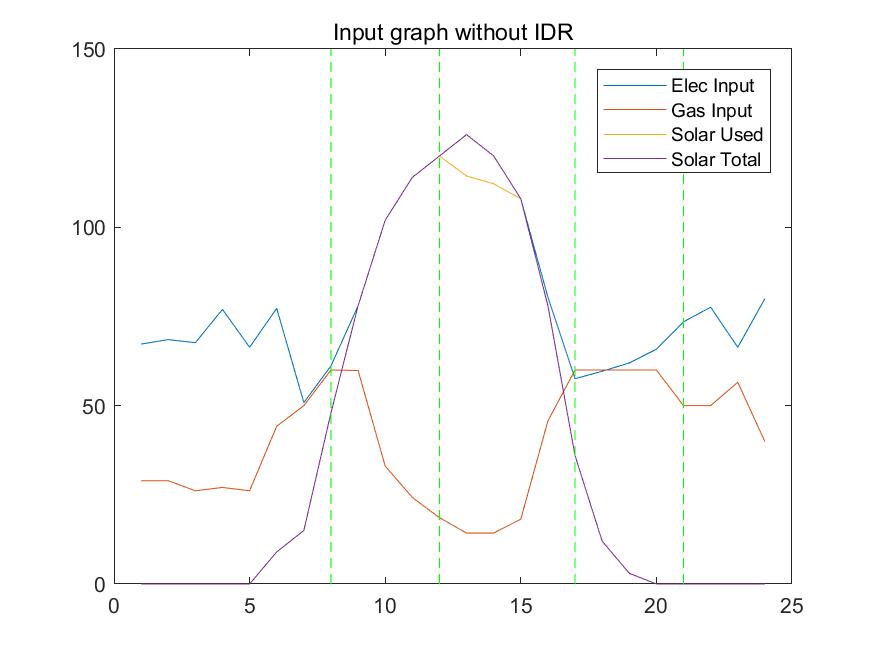 Input graph without IDR
150
100
50
0
0 5 10 15 20 25
Elec Input
Gas Input
Solar Used
Solar Total